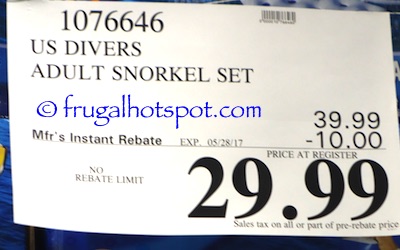 1076646
US DIVERS
ADULT SNORKEL SET
© frugalhotspot.com
39.99
Mfr's Instant Rebate EXP. 05/28/17 -10.00
PRICE AT REGISTER
NO
REBATE LIMIT
29.99
Sales tax on all or part of pre-rebate price